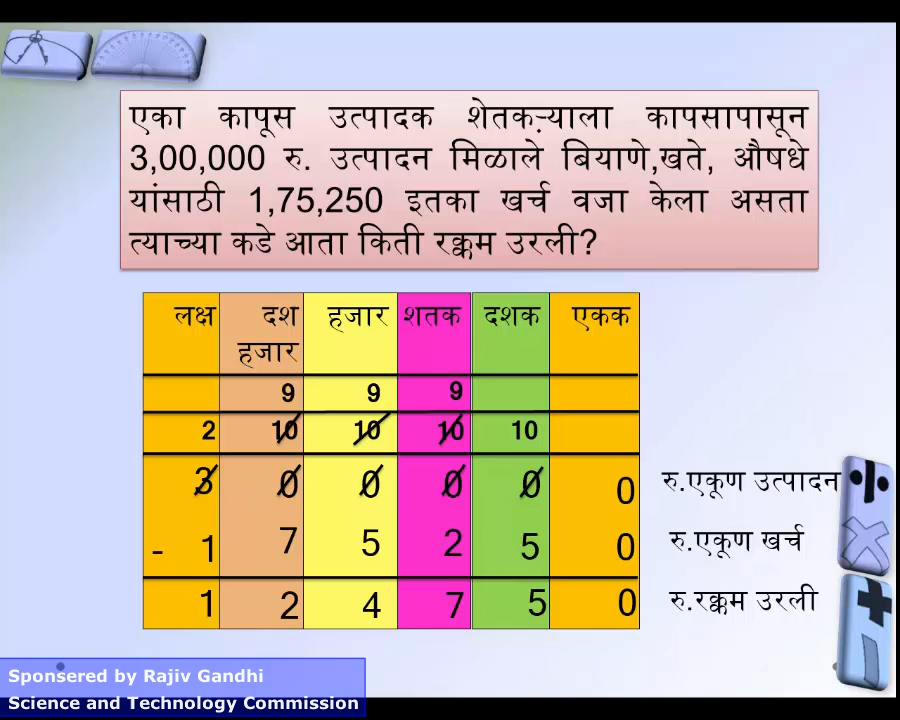 एका कापूस उत्पादक शेतकऱ्याला कापसापासून
3,00,000 रु. उत्पादन मिळाले बियाणे,खते, औषधे
यांसाठी 1,75,250 इतका खर्च वजा केला असता
त्याच्या कडे आता किती रक्कम उरली?
लक्ष दश हजार शतक दशक एकक
हजार
9 9 9
2 10 10 10 10
3 0 0 0 0 0 रु.एकूण उत्पादन
- 1 7 5 2 5 0 रु.एकूण खर्च
1 2 4 7 5 0 रु.रक्कम उरली
Sponsered by Rajiv Gandhi
Science and Technology Commission